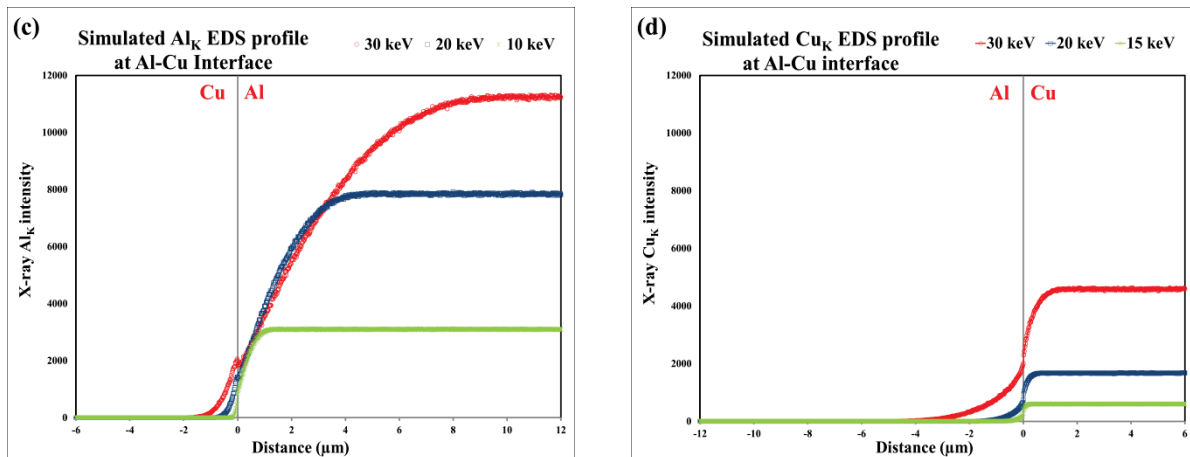 (c)
Simulated AlK EDS profile
at Al-Cu Interface
30 keV 20 keV 10 keV
Cu Al
X-ray AlK intensity
12000
10000
8000
6000
4000
2000
0
-6 -4 -2 0 2 4 6 8 10 12
Distance (µm)
(d)
Simulated CuK EDS profile
at Al-Cu interface
30 keV 20 keV 15 keV
Al Cu
X-ray CuK intensity
12000
10000
8000
6000
4000
2000
0
-12 -10 -8 -6 -4 -2 0 2 4 6
Distance (µm)